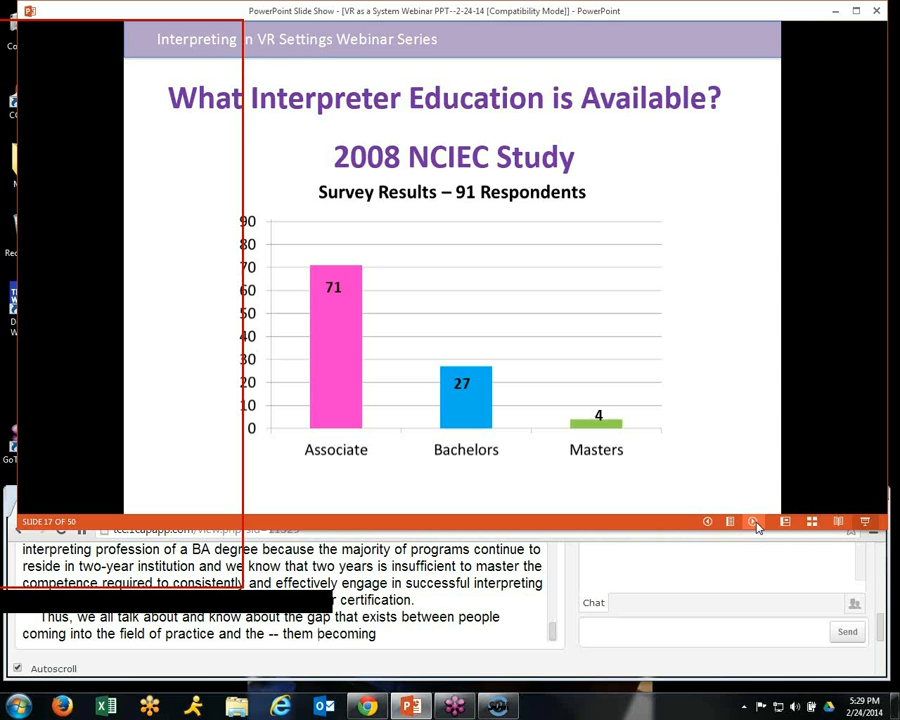 PowerPoint Slide Show - [VR as a System Webinar PPT--2-24-14 [Compatibility Mode]] - PowerPoint
Interpreting in VR Settings Webinar Series
What Interpreter Education is Available?
2008 NCIEC Study
Survey Results – 91 Respondents
90
80
70
60
50
40
30
20
10
0
71
27
4
Associate
Bachelors
Masters
SLIDE 17 OF 50
interpreting profession of a BA degree because the majority of programs continue to
reside in two-year institution and we know that two years is insufficient to master the
competence required to consistently and effectively engage in successful interpreting
certification.
Thus, we all talk about and know about the gap that exists between people
coming into the field of practice and the -- them becoming
Chat
Send
Autoscroll
5:29 PM
2/24/2014